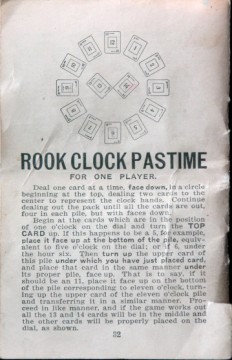 ROOK CLOCK PASTIME
FOR ONE PLAYER.
Deal one card at a time, face down, in a circle
beginning at the top, dealing two cards to the
center to represent the clock hands. Continue
dealing out the pack until all the cards are out,
four in each pile, but with faces down.
Begin at the cards which are in the position
of one o'clock on the dial and turn the TOP
CARD up. If this happens to be a 5, for example,
place it face up at the bottom of the pile, equiv-
alent to five o'clock on the dial; or if 6, under
the hour six. Then turn up the upper card of
this pile under which you have just placed card,
and place that card in the same manner under
its proper pile, face up. That is to say, if it
should be an 11, place it face up on the bottom
of the pile corresponding to eleven o'clock, turn-
ing up the upper card of the eleven o'clock pile
and transferring it in a similar manner. Pro-
ceed in like manner, and if the game works out
all the 13 and 14 cards will be in the middle and
the other cards will be properly placed on the
dial, as shown.
32